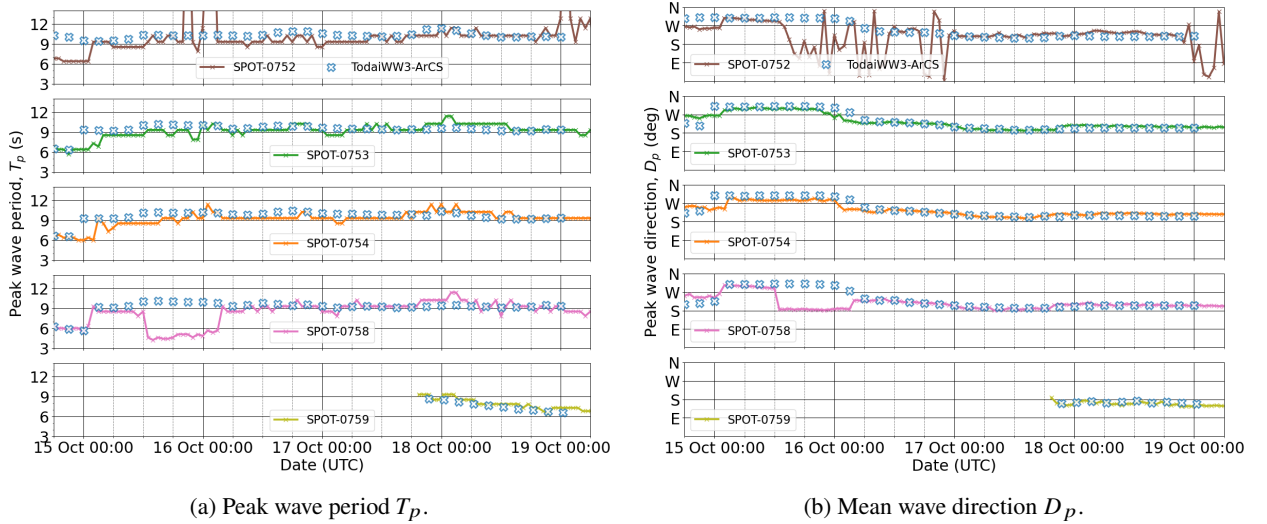 12
9
6
3
SPOT-0752
TodaiWW3-ArCS
12
9
6
3
SPOT-0753
12
9
6
3
SPOT-0754
12
9
6
3
SPOT-0758
12
9
6
3
SPOT-0759
Peak wave period, Tp (s)
15 Oct 00:00
16 Oct 00:00
17 Oct 00:00
18 Oct 00:00
19 Oct 00:00
Date (UTC)
(a) Peak wave period Tp.
N
W
S
E
SPOT-0752
TodaiWW3-ArCS
N
W
S
E
SPOT-0753
N
W
S
E
SPOT-0754
N
W
S
E
SPOT-0758
N
W
S
E
SPOT-0759
Peak wave direction, Dp (deg)
15 Oct 00:00
16 Oct 00:00
17 Oct 00:00
18 Oct 00:00
19 Oct 00:00
Date (UTC)
(b) Mean wave direction Dp.